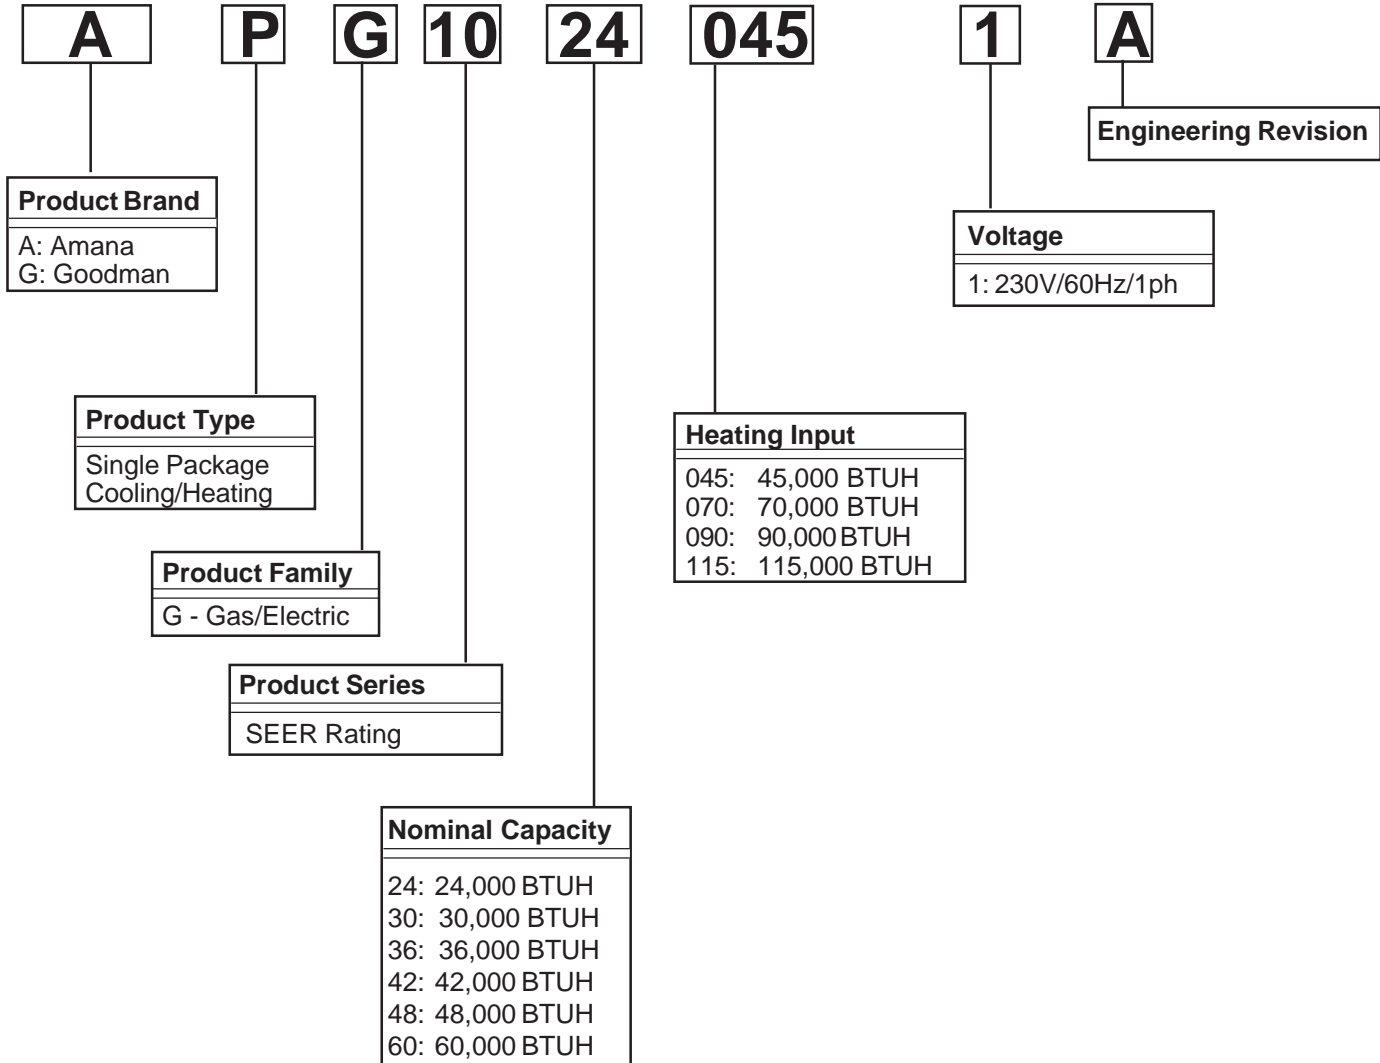 A P G 10 24 045 1 A
Engineering Revision
Product Brand
A: Amana
G: Goodman
Voltage
1: 230V/60Hz/1ph
Product Type
Single Package
Cooling/Heating
Heating Input
045: 45,000 BTUH
070: 70,000 BTUH
090: 90,000 BTUH
115: 115,000 BTUH
Product Family
G - Gas/Electric
Product Series
SEER Rating
Nominal Capacity
24: 24,000 BTUH
30: 30,000 BTUH
36: 36,000 BTUH
42: 42,000 BTUH
48: 48,000 BTUH
60: 60,000 BTUH